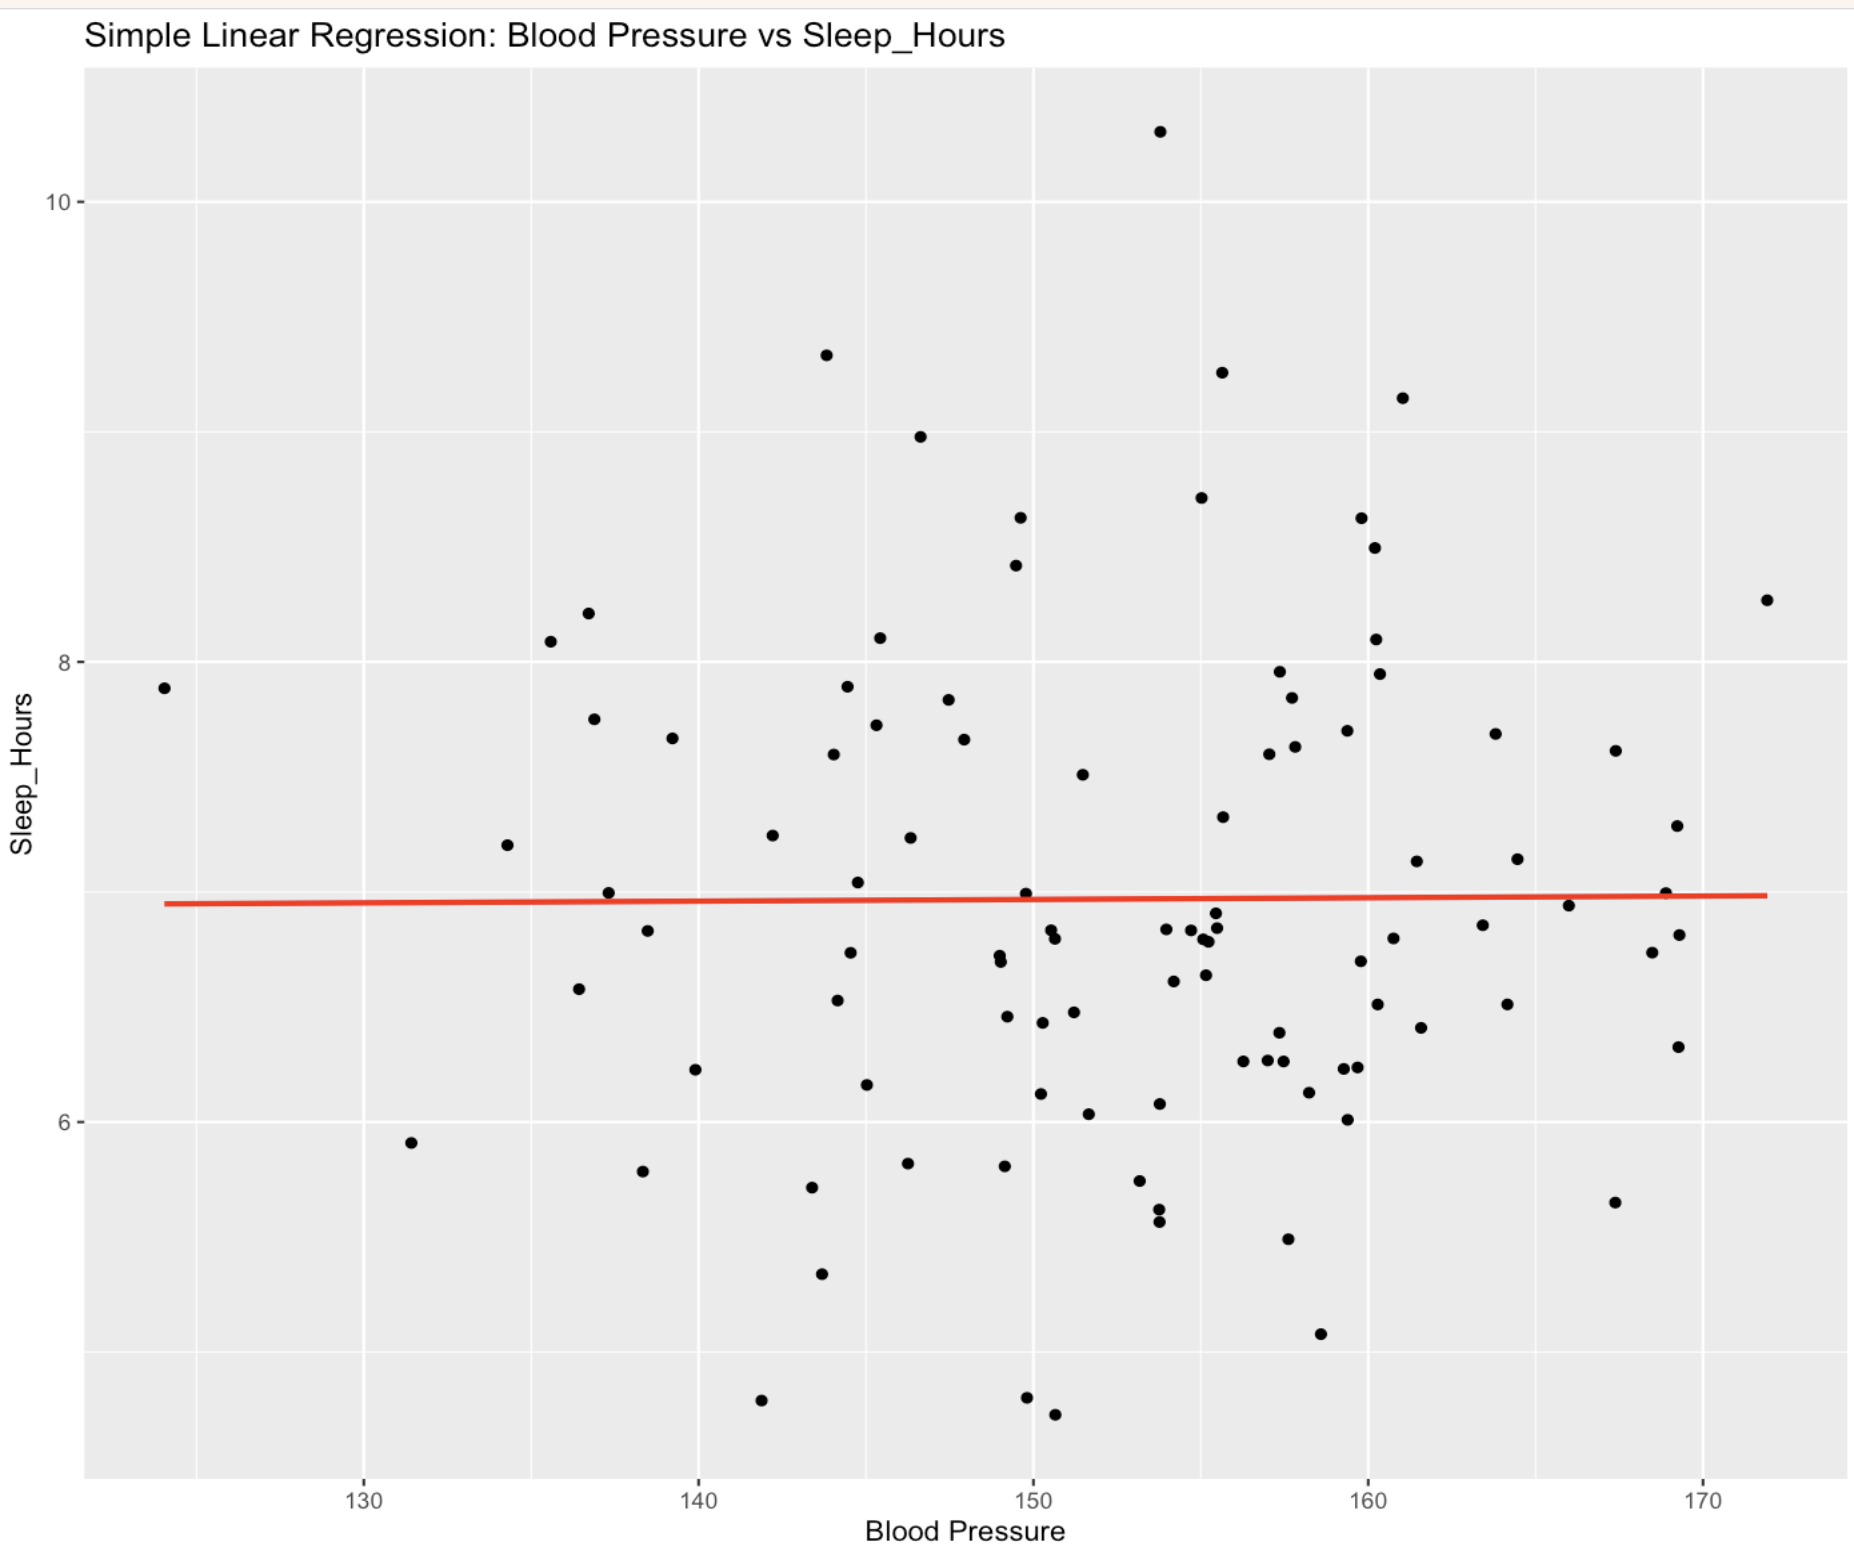 Simple Linear Regression: Blood Pressure vs Sleep_Hours
10
8
6
Sleep_Hours
130 140 150 160 170
Blood Pressure